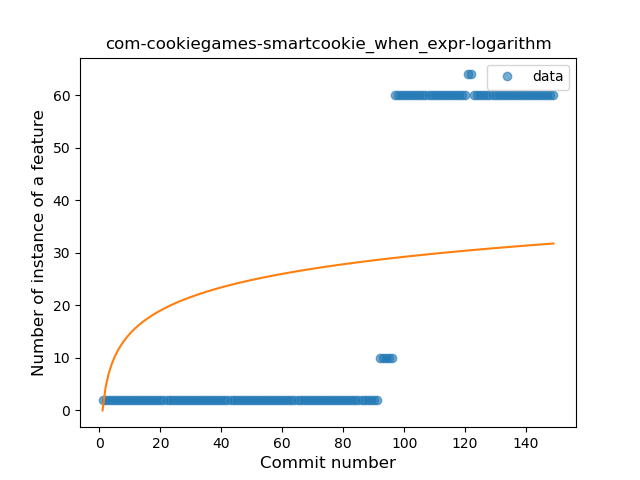 com-cookiegames-smartcookie_when_expr-logarithm
data
Number of instance of a feature
60
50
40
30
20
10
0
0 20 40 60 80 100 120 140
Commit number